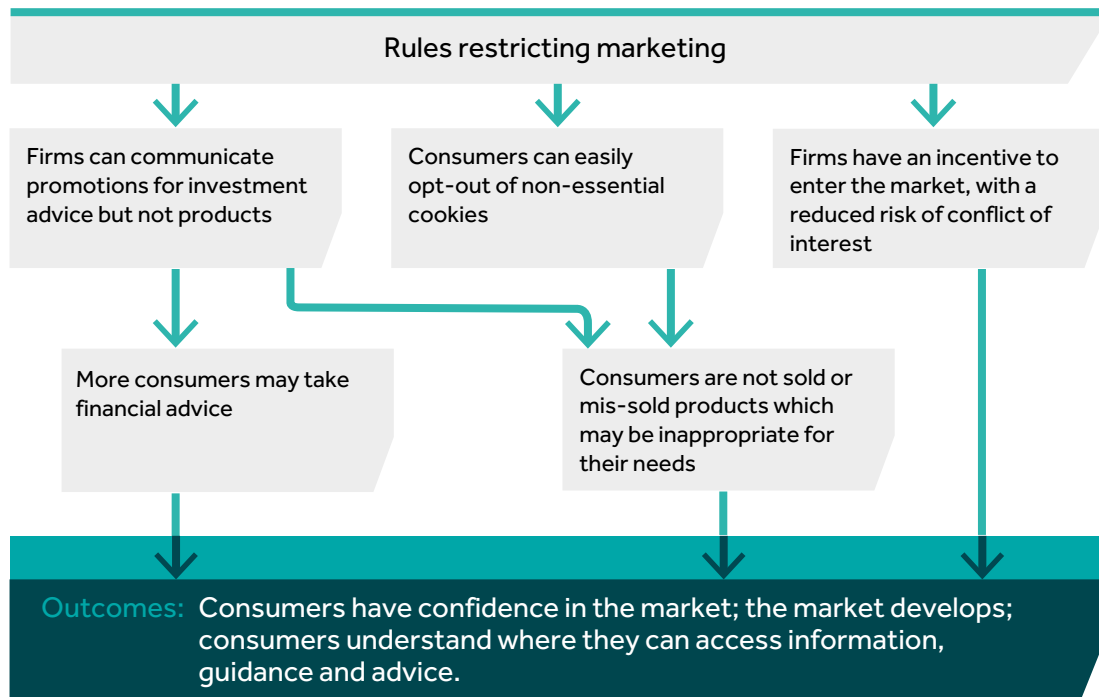 Rules restricting marketing
Firms can communicate
promotions for investment
advice but not products
Consumers can easily
opt-out of non-essential
cookies
Firms have an incentive to
enter the market, with a
reduced risk of conflict of
interest
More consumers may take
financial advice
Consumers are not sold or
mis-sold products which
may be inappropriate for
their needs
Outcomes: Consumers have confidence in the market; the market develops;
consumers understand where they can access information,
guidance and advice.